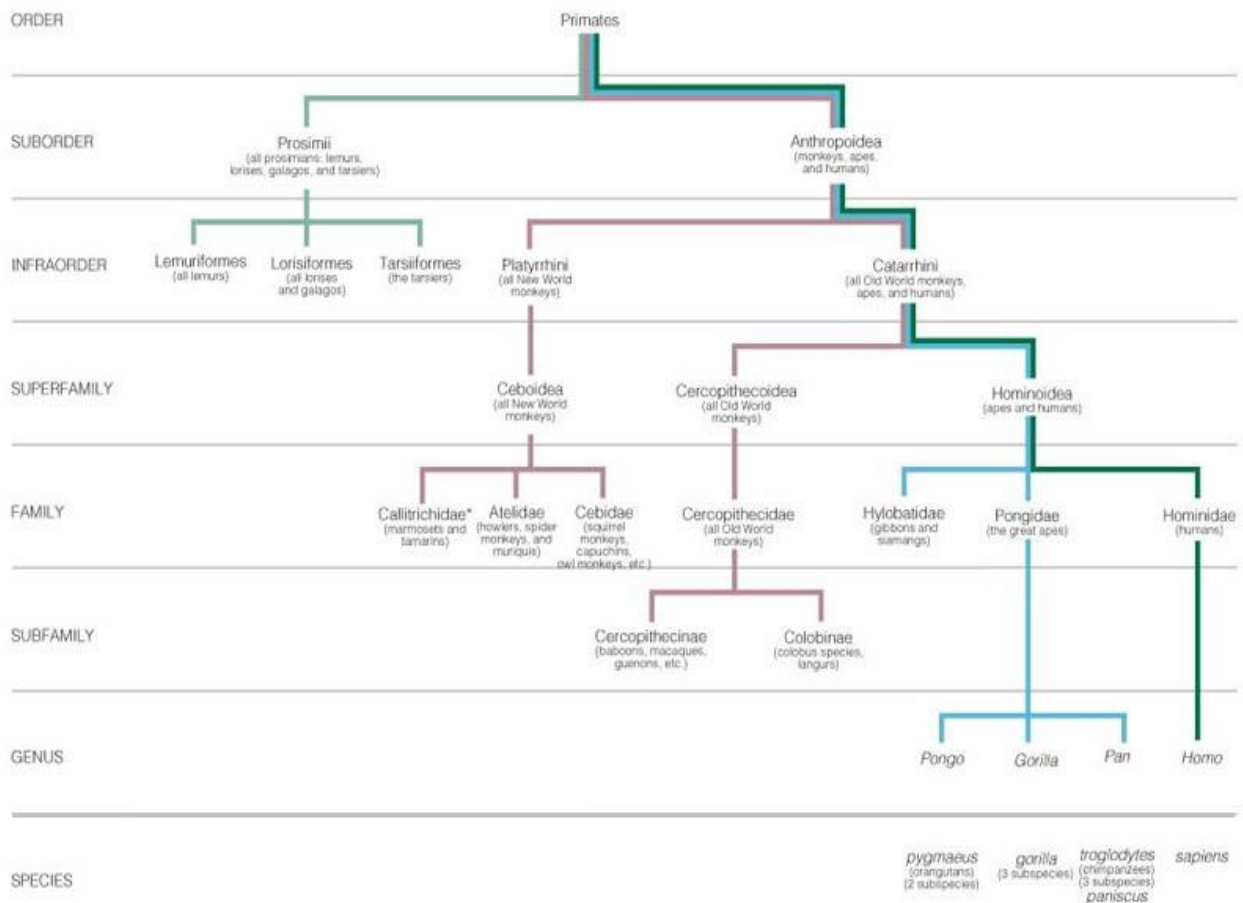 ORDER
Primates
SUBORDER
Prosimii
(all prosimians: lemurs,
lorises, galagos, and tarsiers)
Anthropoidea
(monkeys, apes,
and humans)
INFRAORDER
Lemuriformes
(all lemurs)
Lorisiformes
(all lorises
and galagos)
Tarsiiformes
(the tarsiers)
Platyrrhini
(all New World
monkeys)
Catarrhini
(all Old World monkeys,
apes, and humans)
SUPERFAMILY
Ceboidea
(all New World
monkeys)
Cercopithecoidea
(all Old World
monkeys)
Hominoidea
(apes and humans)
FAMILY
Callitrichidae*
(marmosets and
tamarins)
Atelidae
(howlers, spider
monkeys, and
muriquis)
Cebidae
(squirrel
monkeys,
capuchins,
owl monkeys, etc.)
Cercopithecidae
(all Old World
monkeys)
Hylobatidae
(gibbons and
siamangs)
Pongidae
(the great apes)
Hominidae
(humans)
SUBFAMILY
Cercopithecinae
(baboons, macaques,
guenons, etc.)
Colobinae
(colobus species,
langurs)
GENUS
Pongo
Gorilla
Pan
Homo
SPECIES
pygmaeus
(orangutans)
(2 subspecies)
gorilla
(3 subspecies)
troglodytes
(chimpanzees)
(3 subspecies)
paniscus
sapiens